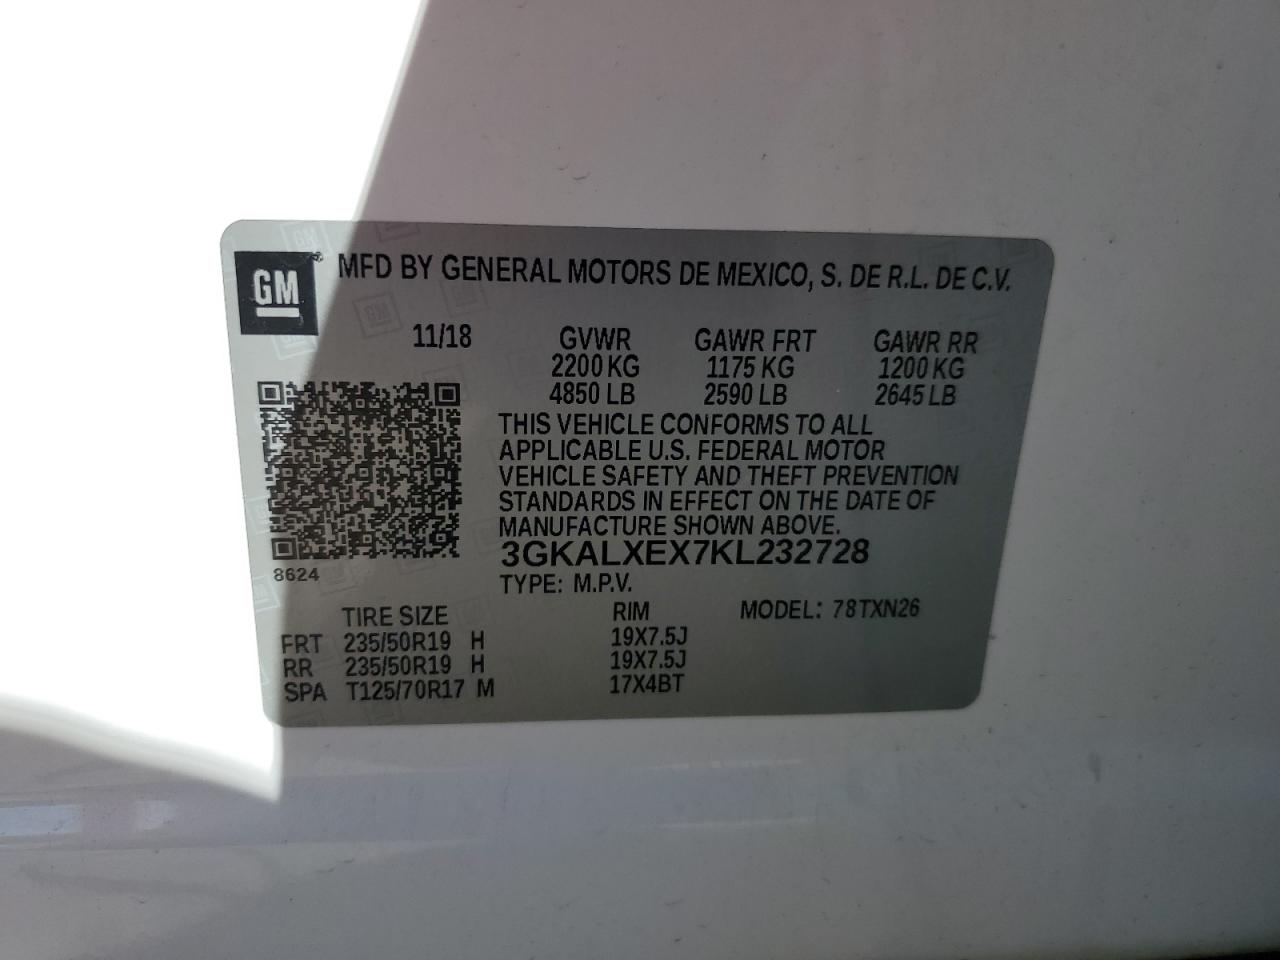 GM
MFD BY GENERAL MOTORS DE MEXICO, S. DE R.L. DE C.V.
11/18 GVWR GAWR FRT GAWR RR
2200 KG 1175 KG 1200 KG
4850 LB 2590 LB 2645 LB
THIS VEHICLE CONFORMS TO ALL
APPLICABLE U.S. FEDERAL MOTOR
VEHICLE SAFETY AND THEFT PREVENTION
STANDARDS IN EFFECT ON THE DATE OF
MANUFACTURE SHOWN ABOVE.
3GKALXEX7KL232728
8624
TYPE: M.P.V.
TIRE SIZE RIM MODEL: 78TXN26
FRT 235/50R19 H 19X7.5J
RR 235/50R19 H 19X7.5J
SPA T125/70R17 M 17X4BT